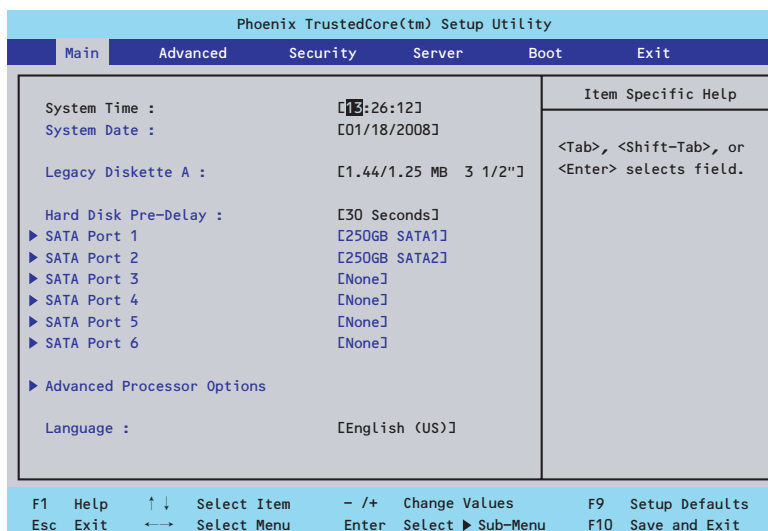 Phoenix TrustedCore(tm) Setup Utility
Main Advanced Security Server Boot Exit
System Time : [13:26:12]
System Date : [01/18/2008]
Legacy Diskette A : [1.44/1.25 MB 3 1/2"]
Hard Disk Pre-Delay : [30 Seconds]
▶ SATA Port 1 [250GB SATA1]
▶ SATA Port 2 [250GB SATA2]
▶ SATA Port 3 [None]
▶ SATA Port 4 [None]
▶ SATA Port 5 [None]
▶ SATA Port 6 [None]
▶ Advanced Processor Options
Language : [English (US)]
Item Specific Help
<Tab>, <Shift-Tab>, or
<Enter> selects field.
F1 Help ↑↓ Select Item - /+ Change Values F9 Setup Defaults
Esc Exit ←→ Select Menu Enter Select ▶ Sub-Menu F10 Save and Exit